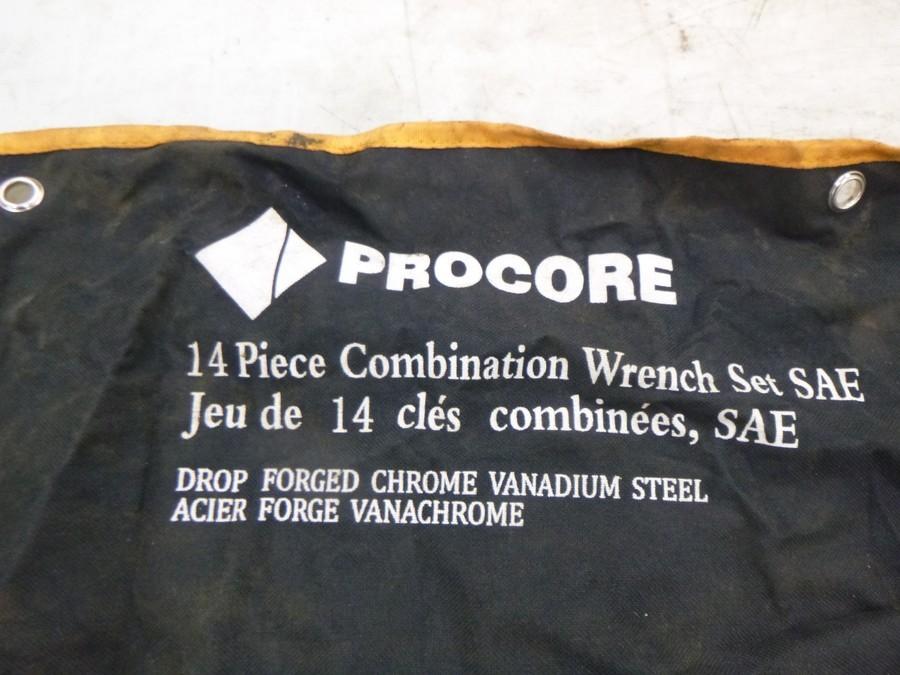 PROCORE
14 Piece Combination Wrench Set SAE
Jeu de 14 clés combinées, SAE
DROP FORGED CHROME VANADIUM STEEL
ACIER FORGE VANACHROME